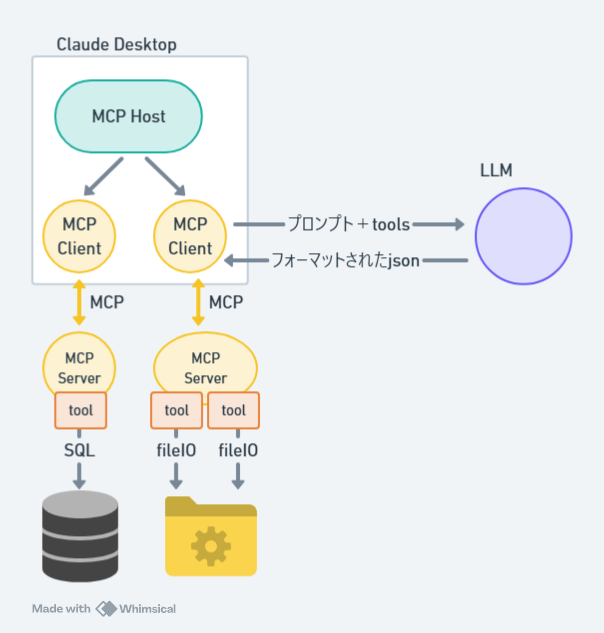 Claude Desktop
MCP Host
LLM
MCP
Client
MCP
Client
プロンプト＋tools
フォーマットされたjson
MCP
MCP
MCP
Server
MCP
Server
tool
tool
tool
SQL
fileIO
fileIO
Made with Whimsical